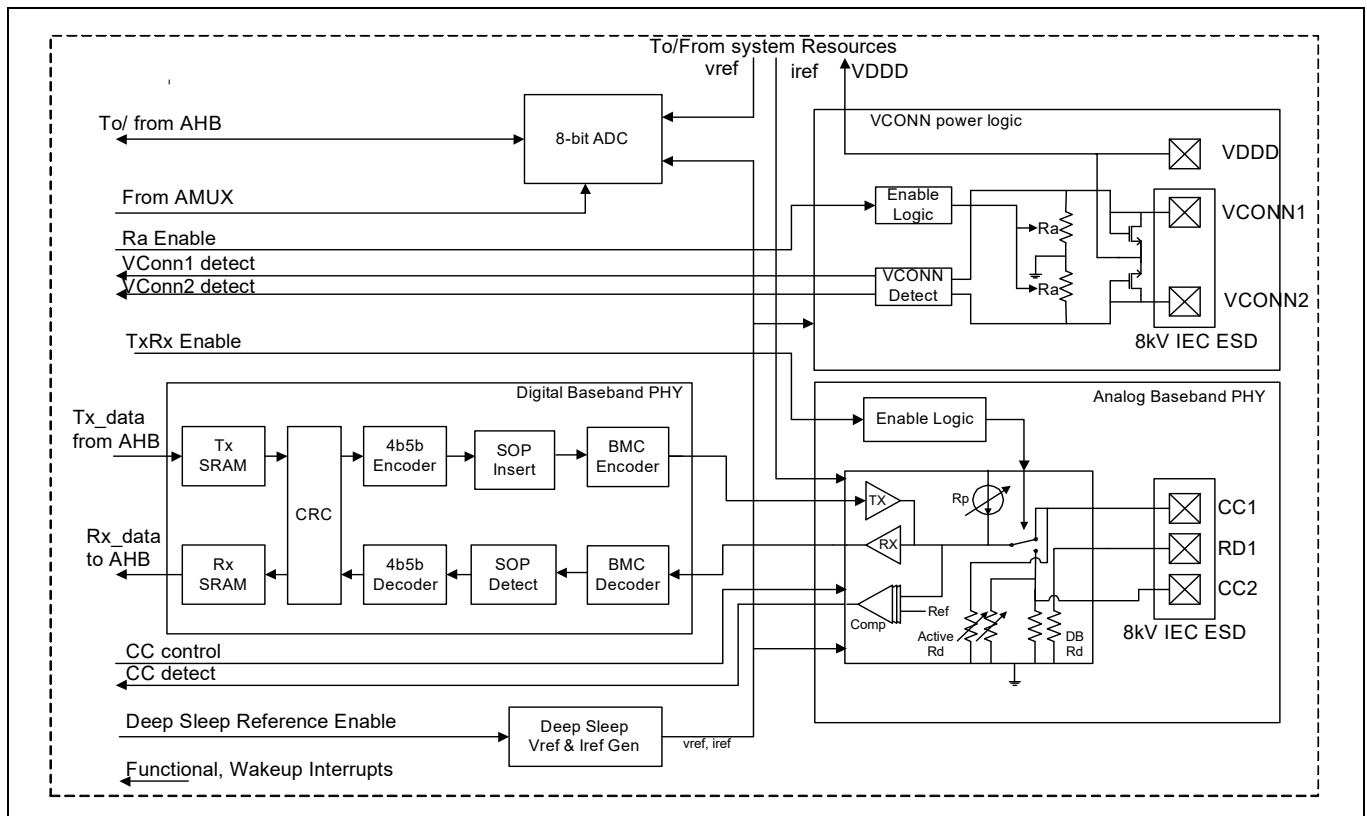 To/From system Resources
vref
iref
VDDD
To/ from AHB
8-bit ADC
From AMUX
VCONN power logic
VDDD
Enable
Logic
Ra
VCONN1
Ra Enable
VConn1 detect
VConn2 detect
VCONN
Detect
Ra
VCONN2
8kV IEC ESD
TxRx Enable
Digital Baseband PHY
Analog Baseband PHY
Enable Logic
Tx_data
from AHB
Tx
SRAM
CRC
4b5b
Encoder
SOP
Insert
BMC
Encoder
TX
Rp
CC1
Rx_data
to AHB
Rx
SRAM
4b5b
Decoder
SOP
Detect
BMC
Decoder
RX
RD1
CC2
Comp
Ref
Active
Rd
DB
Rd
8kV IEC ESD
CC control
CC detect
Deep Sleep Reference Enable
Deep Sleep
Vref & Iref Gen
vref, iref
Functional, Wakeup Interrupts